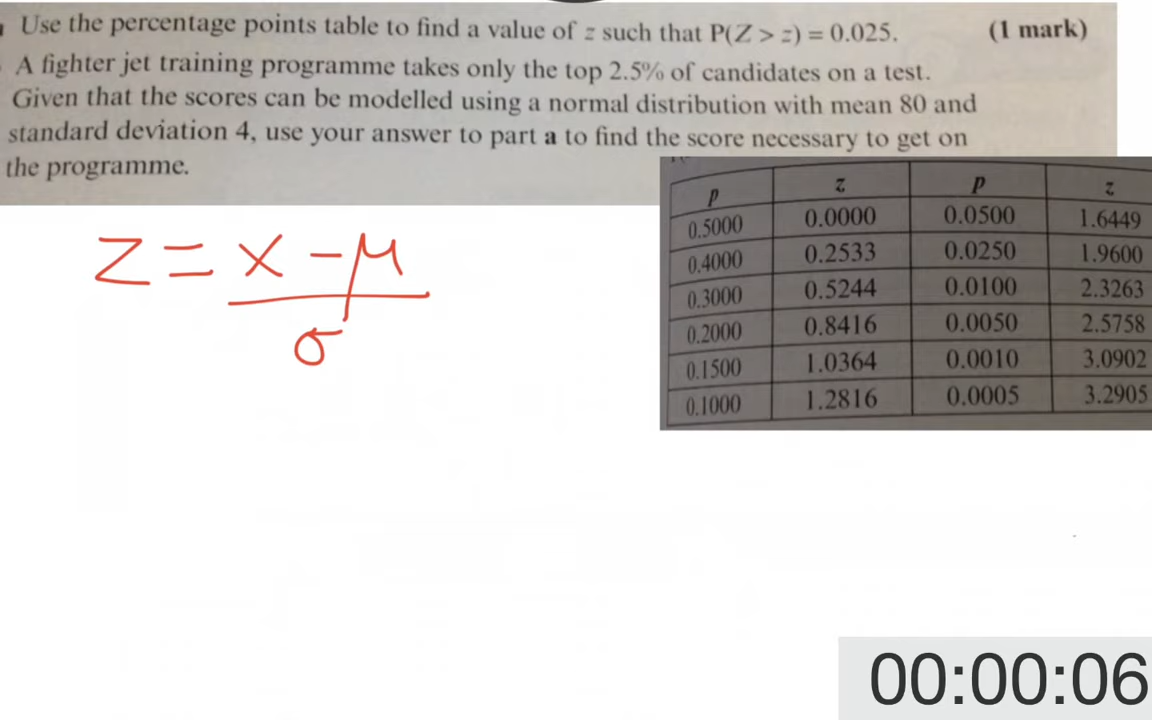 Use the percentage points table to find a value of z such that P(Z > z) = 0.025. (1 mark)
A fighter jet training programme takes only the top 2.5% of candidates on a test.
Given that the scores can be modelled using a normal distribution with mean 80 and
standard deviation 4, use your answer to part a to find the score necessary to get on
the programme.
p z p z
0.5000 0.0000 0.0500 1.6449
0.4000 0.2533 0.0250 1.9600
0.3000 0.5244 0.0100 2.3263
0.2000 0.8416 0.0050 2.5758
0.1500 1.0364 0.0010 3.0902
0.1000 1.2816 0.0005 3.2905
z = x - μ
σ
00:00:06